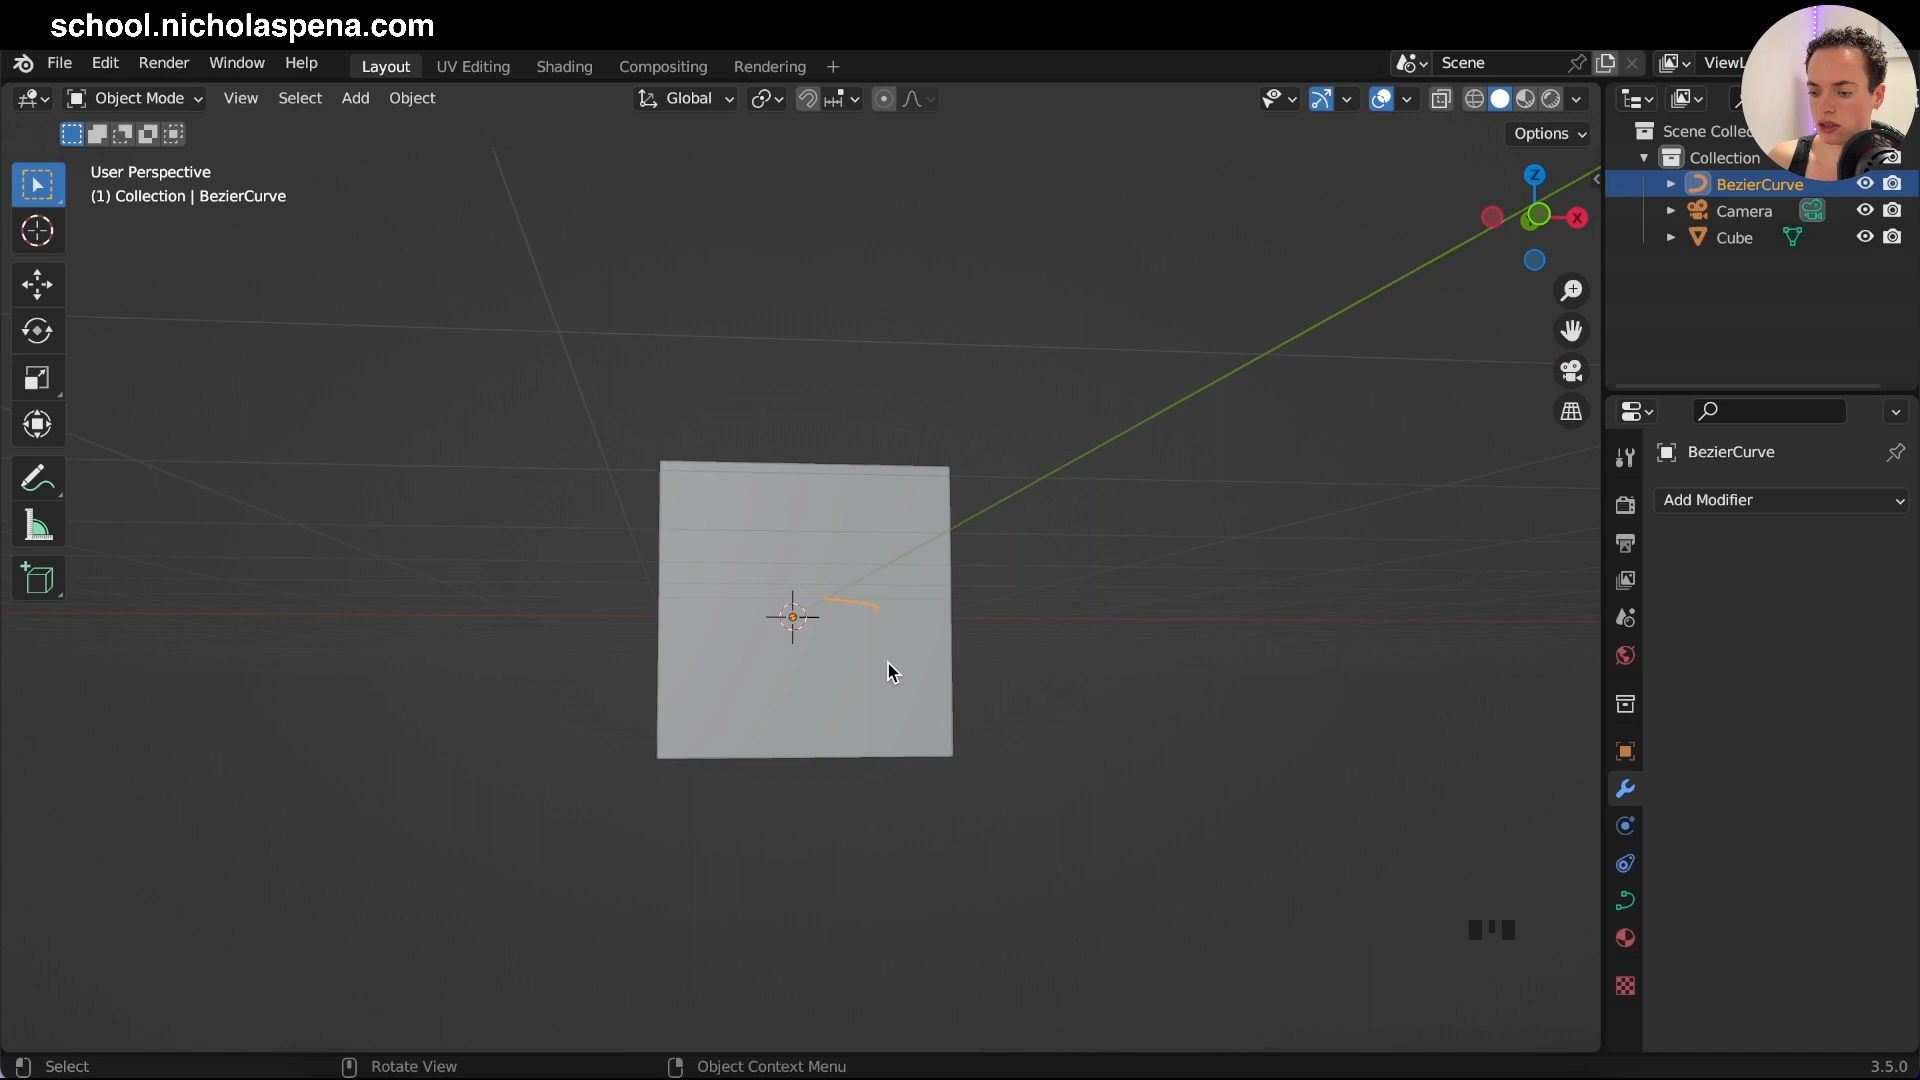 school.nicholaspena.com
File Edit Render Window Help Layout UV Editing Shading Compositing Rendering + Scene
Object Mode View Select Add Object Global
Options
User Perspective
(1) Collection | BezierCurve
Z
X
Collection
BezierCurve
Camera
Cube
BezierCurve
Add Modifier
Select Rotate View Object Context Menu 3.5.0